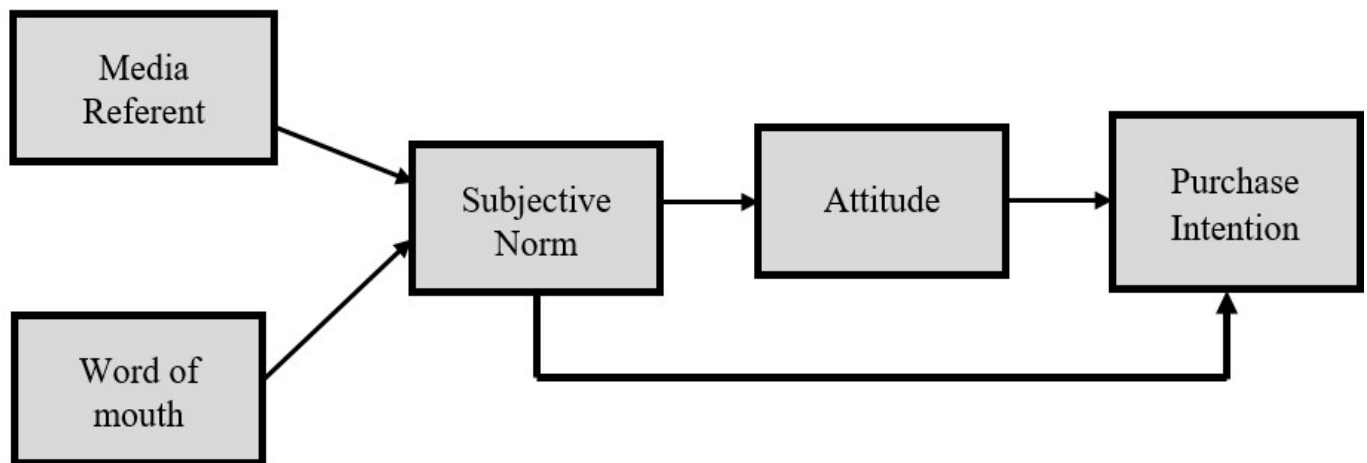 Media
Referent
Word of
mouth
Subjective
Norm
Attitude
Purchase
Intention